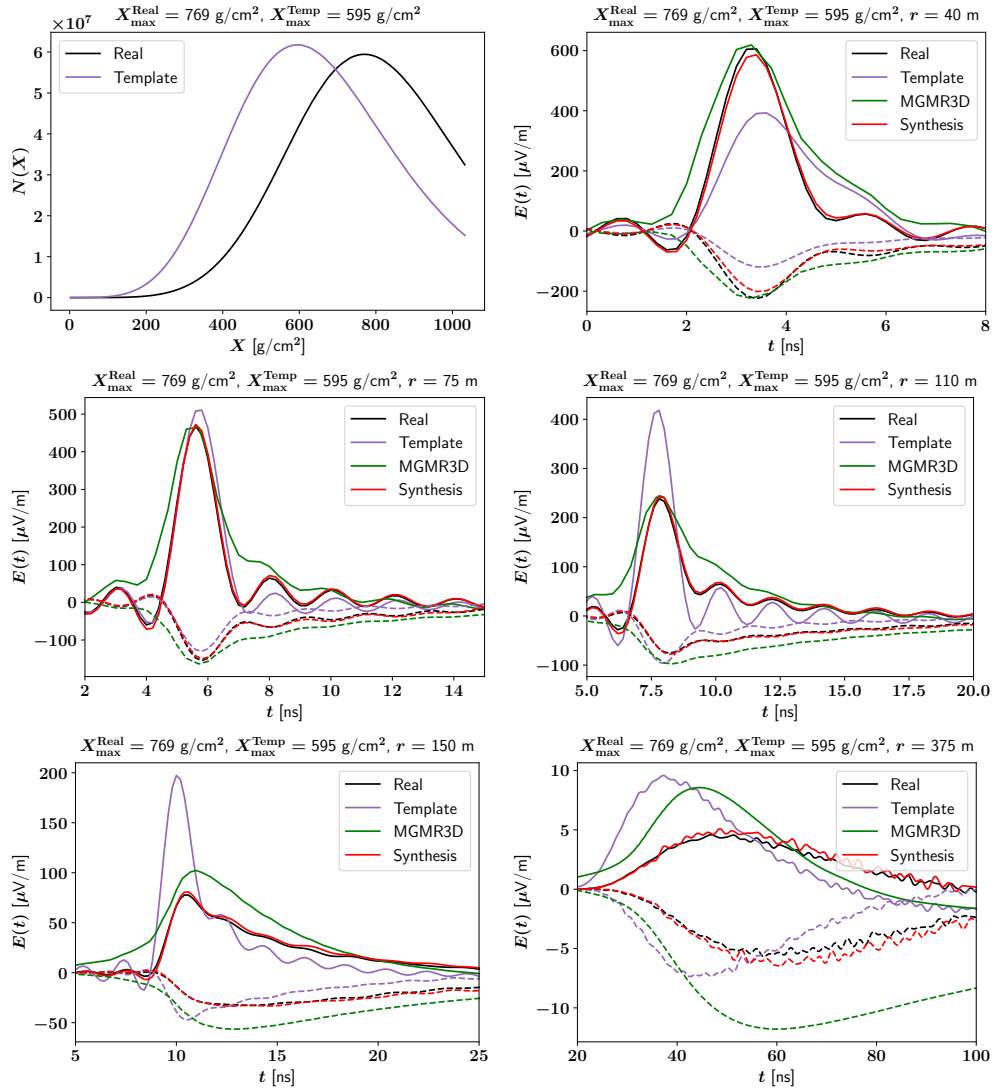 X_max^Real = 769 g/cm², X_max^Temp = 595 g/cm²
×10⁷
6
5
4
3
2
1
0
N(X)
Real
Template
0 200 400 600 800 1000
X [g/cm²]
X_max^Real = 769 g/cm², X_max^Temp = 595 g/cm², r = 40 m
600
400
200
0
−200
E(t) [μV/m]
Real
Template
MGMR3D
Synthesis
0 2 4 6 8
t [ns]
X_max^Real = 769 g/cm², X_max^Temp = 595 g/cm², r = 75 m
500
400
300
200
100
0
−100
E(t) [μV/m]
Real
Template
MGMR3D
Synthesis
2 4 6 8 10 12 14
t [ns]
X_max^Real = 769 g/cm², X_max^Temp = 595 g/cm², r = 110 m
400
300
200
100
0
−100
E(t) [μV/m]
Real
Template
MGMR3D
Synthesis
5.0 7.5 10.0 12.5 15.0 17.5 20.0
t [ns]
X_max^Real = 769 g/cm², X_max^Temp = 595 g/cm², r = 150 m
200
150
100
50
0
−50
E(t) [μV/m]
Real
Template
MGMR3D
Synthesis
5 10 15 20 25
t [ns]
X_max^Real = 769 g/cm², X_max^Temp = 595 g/cm², r = 375 m
10
5
0
−5
−10
E(t) [μV/m]
Real
Template
MGMR3D
Synthesis
20 40 60 80 100
t [ns]